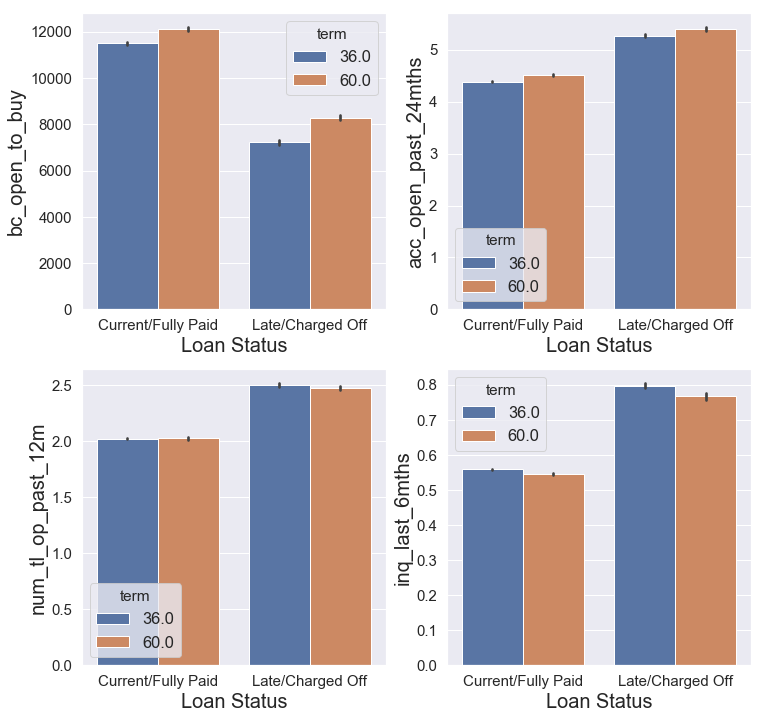 bc_open_to_buy
12000
10000
8000
6000
4000
2000
0
term
36.0
60.0
Current/Fully Paid
Late/Charged Off
Loan Status
acc_open_past_24mths
5
4
3
2
1
0
term
36.0
60.0
Current/Fully Paid
Late/Charged Off
Loan Status
num_tl_op_past_12m
2.5
2.0
1.5
1.0
0.5
0.0
term
36.0
60.0
Current/Fully Paid
Late/Charged Off
Loan Status
inq_last_6mths
0.8
0.7
0.6
0.5
0.4
0.3
0.2
0.1
0.0
term
36.0
60.0
Current/Fully Paid
Late/Charged Off
Loan Status